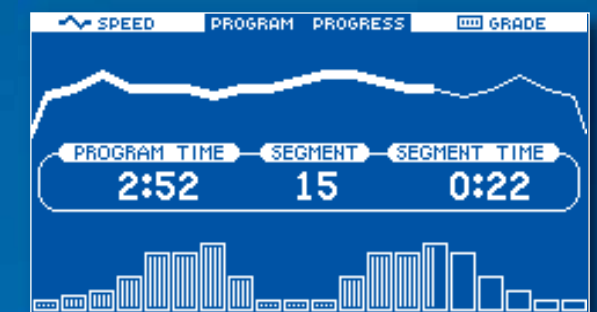 SPEED PROGRAM PROGRESS GRADE
PROGRAM TIME SEGMENT SEGMENT TIME
2:52 15 0:22